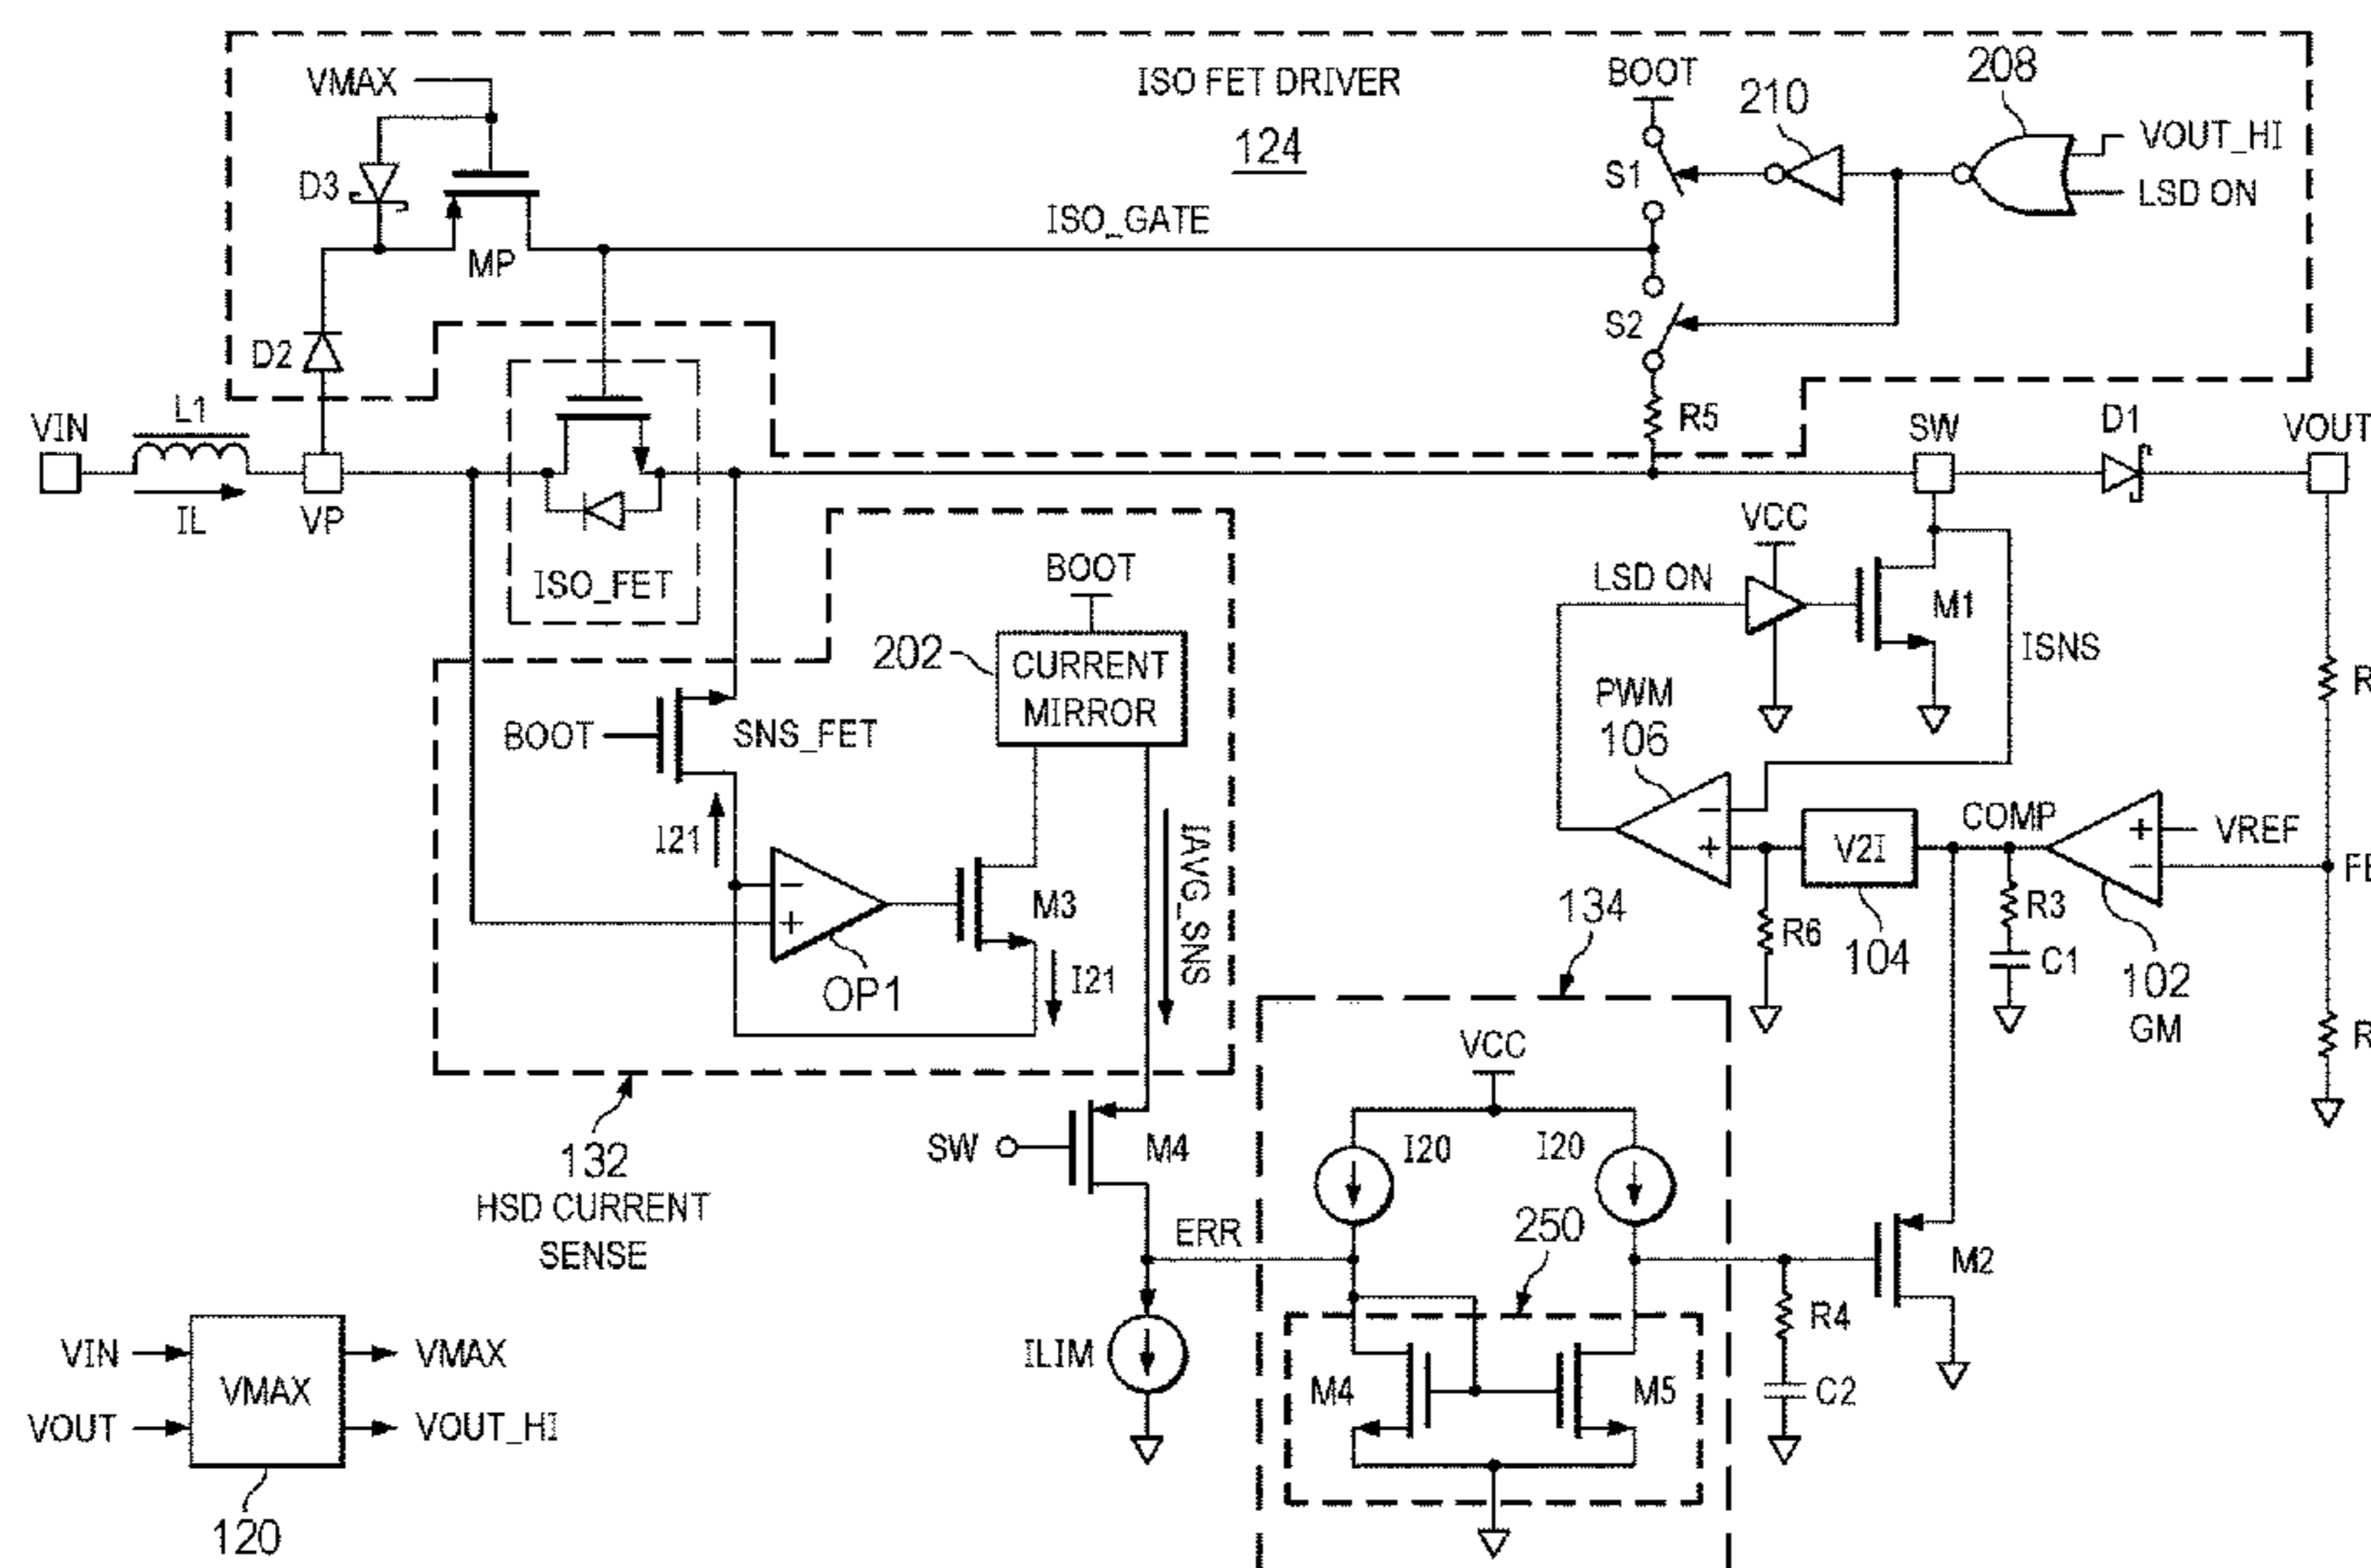 VMAX
ISO FET DRIVER
124
BOOT
210
208
VOUT_HI
LSD ON
D3
S1
MP
ISO_GATE
S2
D2
R5
VIN
L1
IL
VP
SW
D1
VOUT
ISO_FET
BOOT
202
CURRENT
MIRROR
VCC
LSD ON
M1
ISNS
R
BOOT
SNS_FET
PWM
106
I21
IAVG_SNS
M3
OP1
I21
COMP
VREF
V2I
FB
R6
104
R3
C1
102
GM
R
134
VCC
132
HSD CURRENT
SENSE
SW
M4
I20
I20
ERR
250
M2
ILIM
M4
M5
R4
C2
VIN
VOUT
VMAX
VMAX
VOUT_HI
120